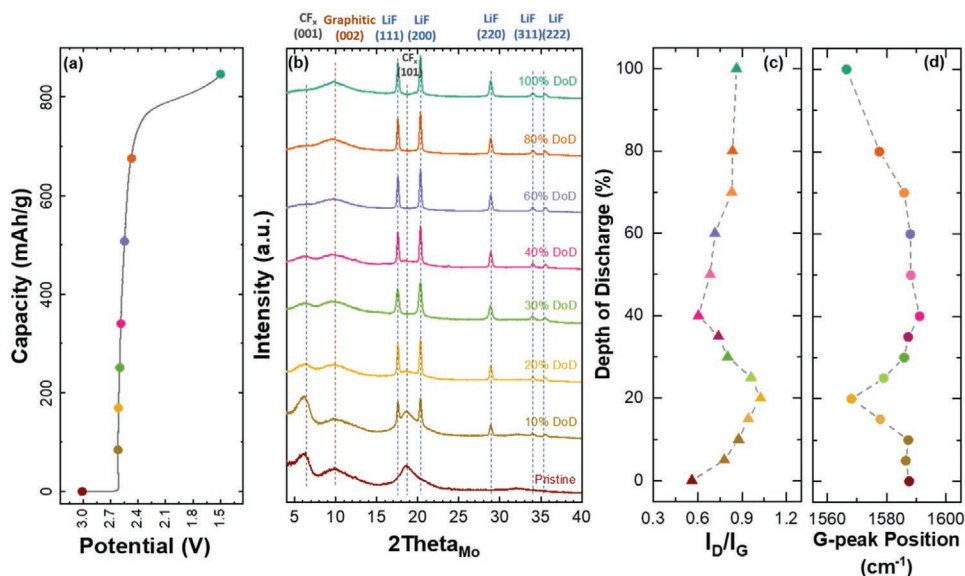 CFx
(001)
Graphitic
(002)
LiF
(111)
LiF
(200)
LiF
(220)
LiF
(311)
LiF
(222)
(a)
Capacity (mAh/g)
800
600
400
200
0
3.0
2.7
2.4
2.1
1.8
1.5
Potential (V)
(b)
CFx
(101)
Intensity (a.u.)
100% DoD
80% DoD
60% DoD
40% DoD
30% DoD
20% DoD
10% DoD
Pristine
5 10 15 20 25 30 35 40
2ThetaMo
(c)
Depth of Discharge (%)
100
80
60
40
20
0
0.3 0.6 0.9 1.2
ID/IG
(d)
1560 1580 1600
G-peak Position
(cm-1)